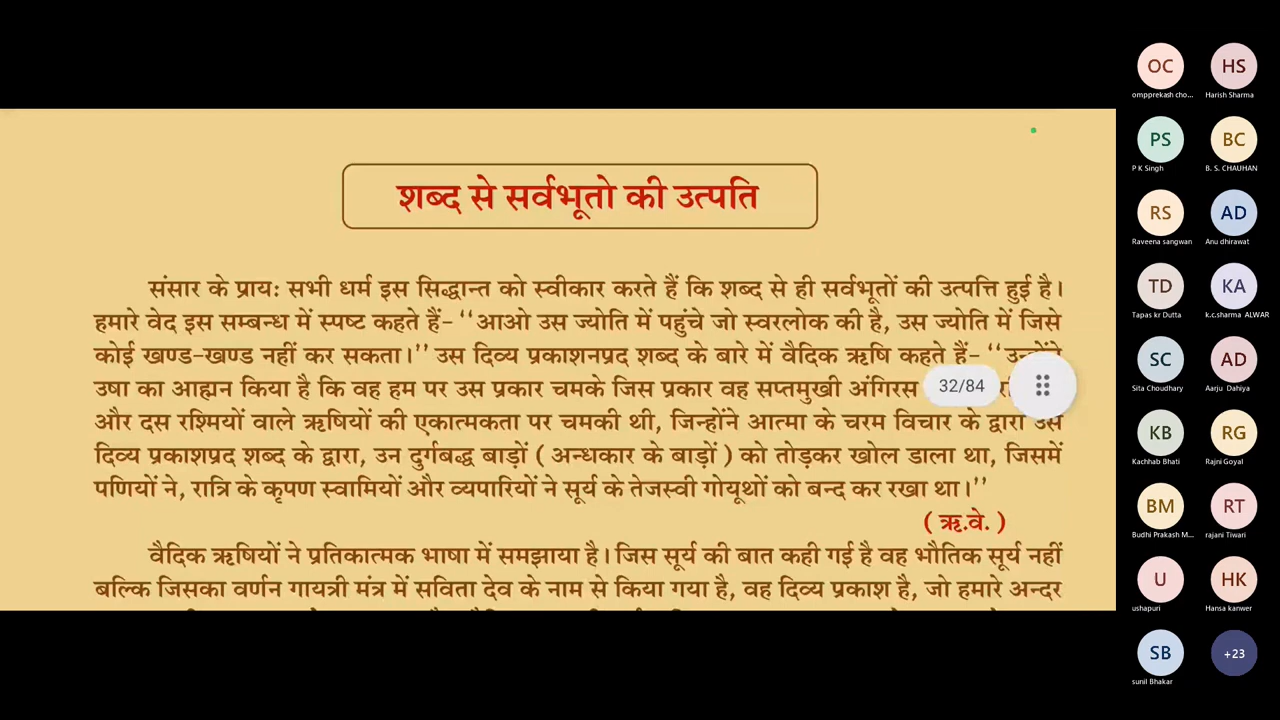 शब्द से सर्वभूतो की उत्पति
संसार के प्रायः सभी धर्म इस सिद्धान्त को स्वीकार करते हैं कि शब्द से ही सर्वभूतों की उत्पत्ति हुई है।
हमारे वेद इस सम्बन्ध में स्पष्ट कहते हैं- ‘‘आओ उस ज्योति में पहुंचे जो स्वरलोक की है, उस ज्योति में जिसे
कोई खण्ड-खण्ड नहीं कर सकता।’’ उस दिव्य प्रकाशनप्रद शब्द के बारे में वैदिक ऋषि कहते हैं- ‘‘उन्होंने
उषा का आह्मन किया है कि वह हम पर उस प्रकार चमके जिस प्रकार वह सप्तमुखी अंगिरस
32/84
और दस रश्मियों वाले ऋषियों की एकात्मकता पर चमकी थी, जिन्होंने आत्मा के चरम विचार के द्वारा उस
दिव्य प्रकाशप्रद शब्द के द्वारा, उन दुर्गबद्ध बाड़ों ( अन्धकार के बाड़ों ) को तोड़कर खोल डाला था, जिसमें
पणियों ने, रात्रि के कृपण स्वामियों और व्यपारियों ने सूर्य के तेजस्वी गोयूथों को बन्द कर रखा था।’’
( ऋ.वे. )
वैदिक ऋषियों ने प्रतिकात्मक भाषा में समझाया है। जिस सूर्य की बात कही गई है वह भौतिक सूर्य नहीं
बल्कि जिसका वर्णन गायत्री मंत्र में सविता देव के नाम से किया गया है, वह दिव्य प्रकाश है, जो हमारे अन्दर
OC HS
ompprekash cho... Harish Sharma
PS BC
P K Singh B. S. CHAUHAN
RS AD
Raveena sangwan Anu dhirawat
TD KA
Tapas kr Dutta k.c.sharma ALWAR
SC AD
Sita Choudhary Aarju Dahiya
KB RG
Kachhab Bhati Rajni Goyal
BM RT
Budhi Prakash M... rajani Tiwari
U HK
ushapuri Hansa kanwer
SB +23
sunil Bhakar